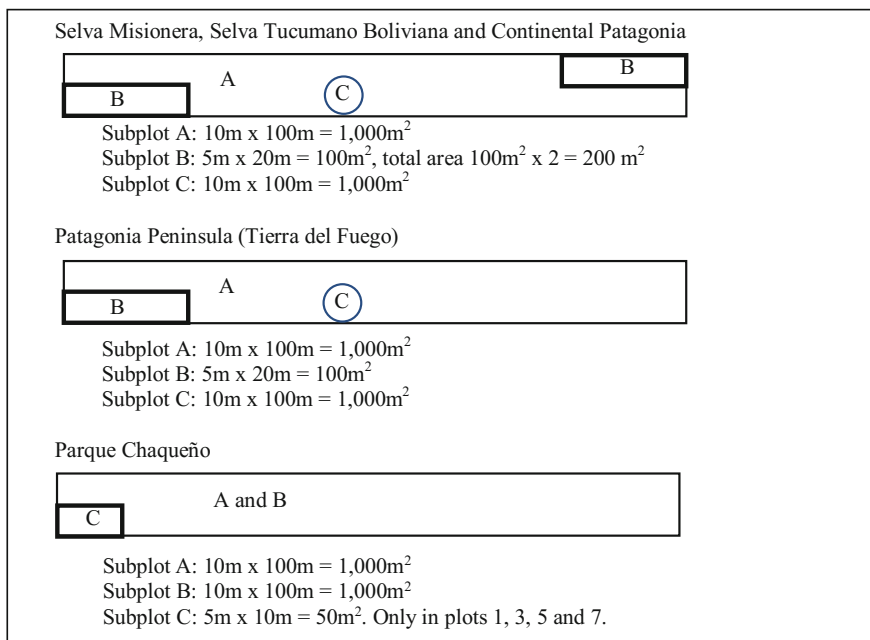 Selva Misionera, Selva Tucumano Boliviana and Continental Patagonia
B
A
C
B
Subplot A: 10m x 100m = 1,000m²
Subplot B: 5m x 20m = 100m², total area 100m² x 2 = 200 m²
Subplot C: 10m x 100m = 1,000m²
Patagonia Peninsula (Tierra del Fuego)
A
C
B
Subplot A: 10m x 100m = 1,000m²
Subplot B: 5m x 20m = 100m²
Subplot C: 10m x 100m = 1,000m²
Parque Chaqueño
A and B
C
Subplot A: 10m x 100m = 1,000m²
Subplot B: 10m x 100m = 1,000m²
Subplot C: 5m x 10m = 50m². Only in plots 1, 3, 5 and 7.